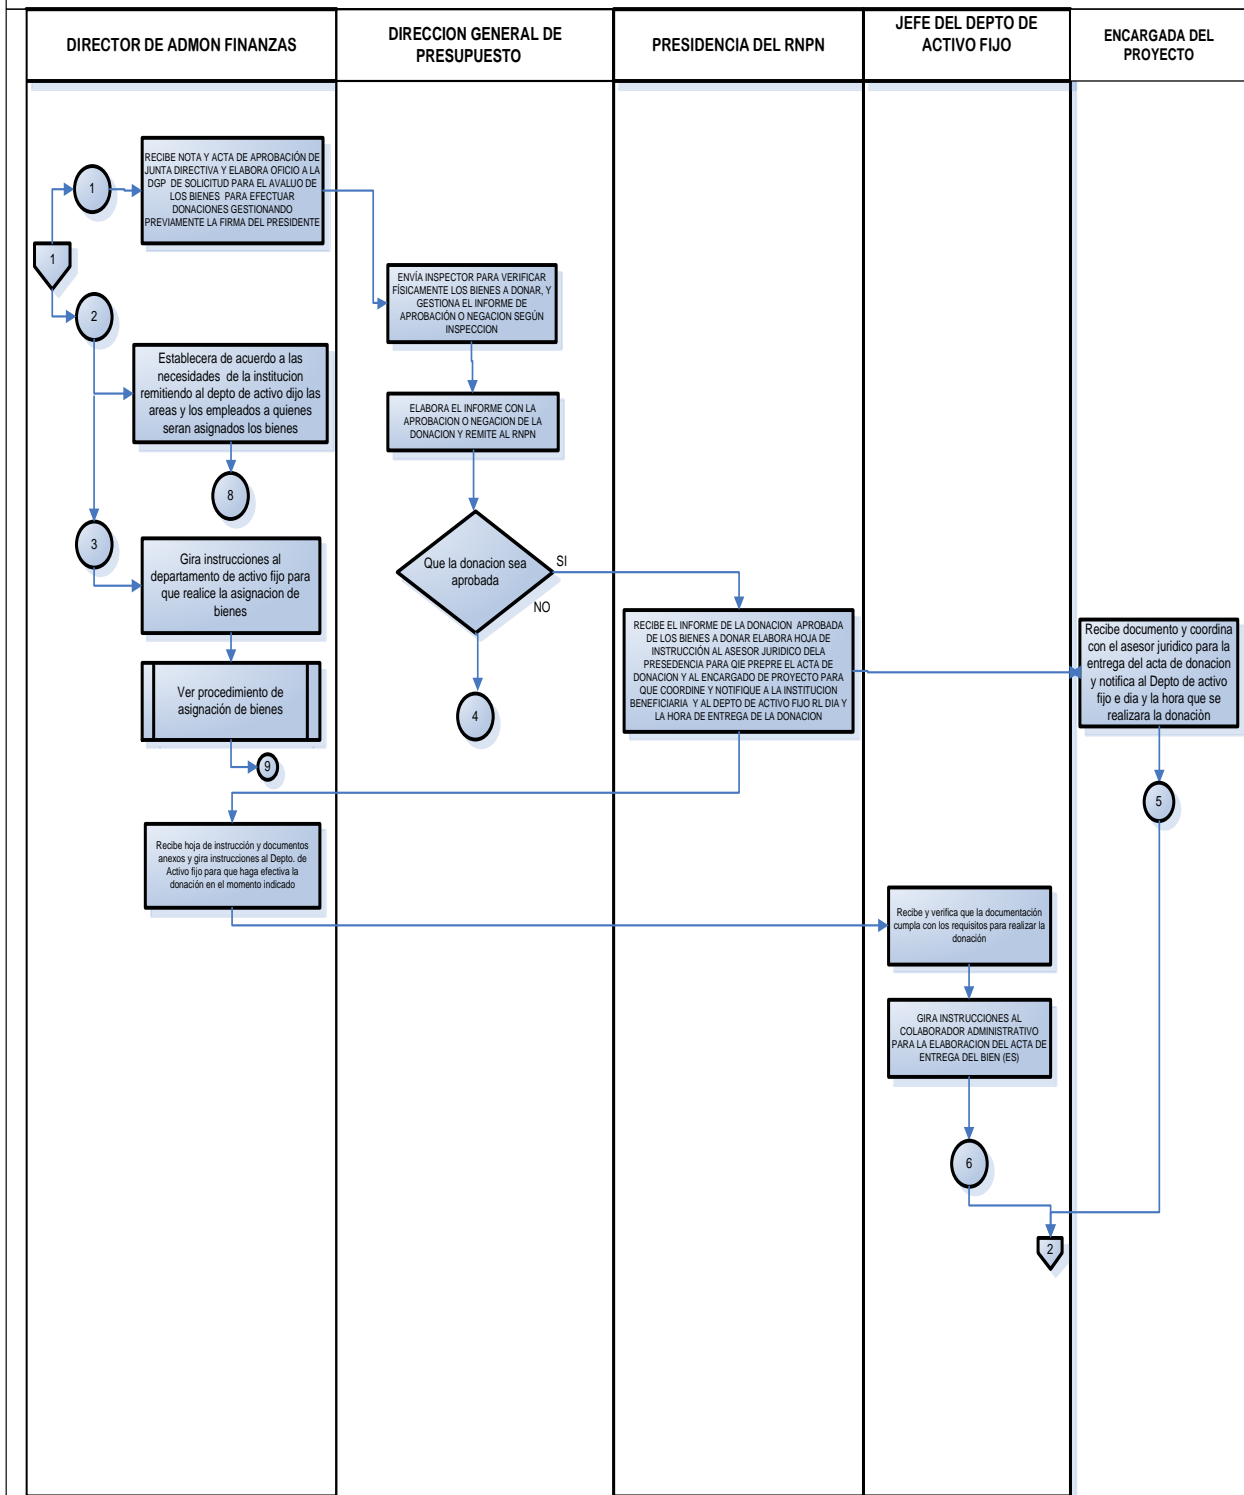 DIRECTOR DE ADMON FINANZAS
DIRECCION GENERAL DE
PRESUPUESTO
PRESIDENCIA DEL RNPN
JEFE DEL DEPTO DE
ACTIVO FIJO
ENCARGADA DEL
PROYECTO
1
RECIBE NOTA Y ACTA DE APROBACIÓN DE
JUNTA DIRECTIVA Y ELABORA OFICIO A LA
DGP DE SOLICITUD PARA EL AVALUO DE
LOS BIENES PARA EFECTUAR
DONACIONES GESTIONANDO
PREVIAMENTE LA FIRMA DEL PRESIDENTE
1
2
ENVÍA INSPECTOR PARA VERIFICAR
FÍSICAMENTE LOS BIENES A DONAR, Y
GESTIONA EL INFORME DE
APROBACIÓN O NEGACION SEGÚN
INSPECCION
Establecera de acuerdo a las
necesidades de la institucion
remitiendo al depto de activo dijo las
areas y los empleados a quienes
seran asignados los bienes
ELABORA EL INFORME CON LA
APROBACION O NEGACION DE LA
DONACION Y REMITE AL RNPN
8
3
Gira instrucciones al
departamento de activo fijo para
que realice la asignacion de
bienes
Que la donacion sea
aprobada
SI
NO
RECIBE EL INFORME DE LA DONACION APROBADA
DE LOS BIENES A DONAR ELABORA HOJA DE
INSTRUCCIÓN AL ASESOR JURIDICO DELA
PRESEDENCIA PARA QIE PREPRE EL ACTA DE
DONACION Y AL ENCARGADO DE PROYECTO PARA
QUE COORDINE Y NOTIFIQUE A LA INSTITUCION
BENEFICIARIA Y AL DEPTO DE ACTIVO FIJO RL DIA Y
LA HORA DE ENTREGA DE LA DONACION
Recibe documento y coordina
con el asesor juridico para la
entrega del acta de donacion
y notifica al Depto de activo
fijo e dia y la hora que se
realizara la donaciòn
Ver procedimiento de
asignación de bienes
4
9
5
Recibe hoja de instrucción y documentos
anexos y gira instrucciones al Depto. de
Activo fijo para que haga efectiva la
donación en el momento indicado
Recibe y verifica que la documentación
cumpla con los requisitos para realizar la
donación
GIRA INSTRUCCIONES AL
COLABORADOR ADMINISTRATIVO
PARA LA ELABORACION DEL ACTA DE
ENTREGA DEL BIEN (ES)
6
2